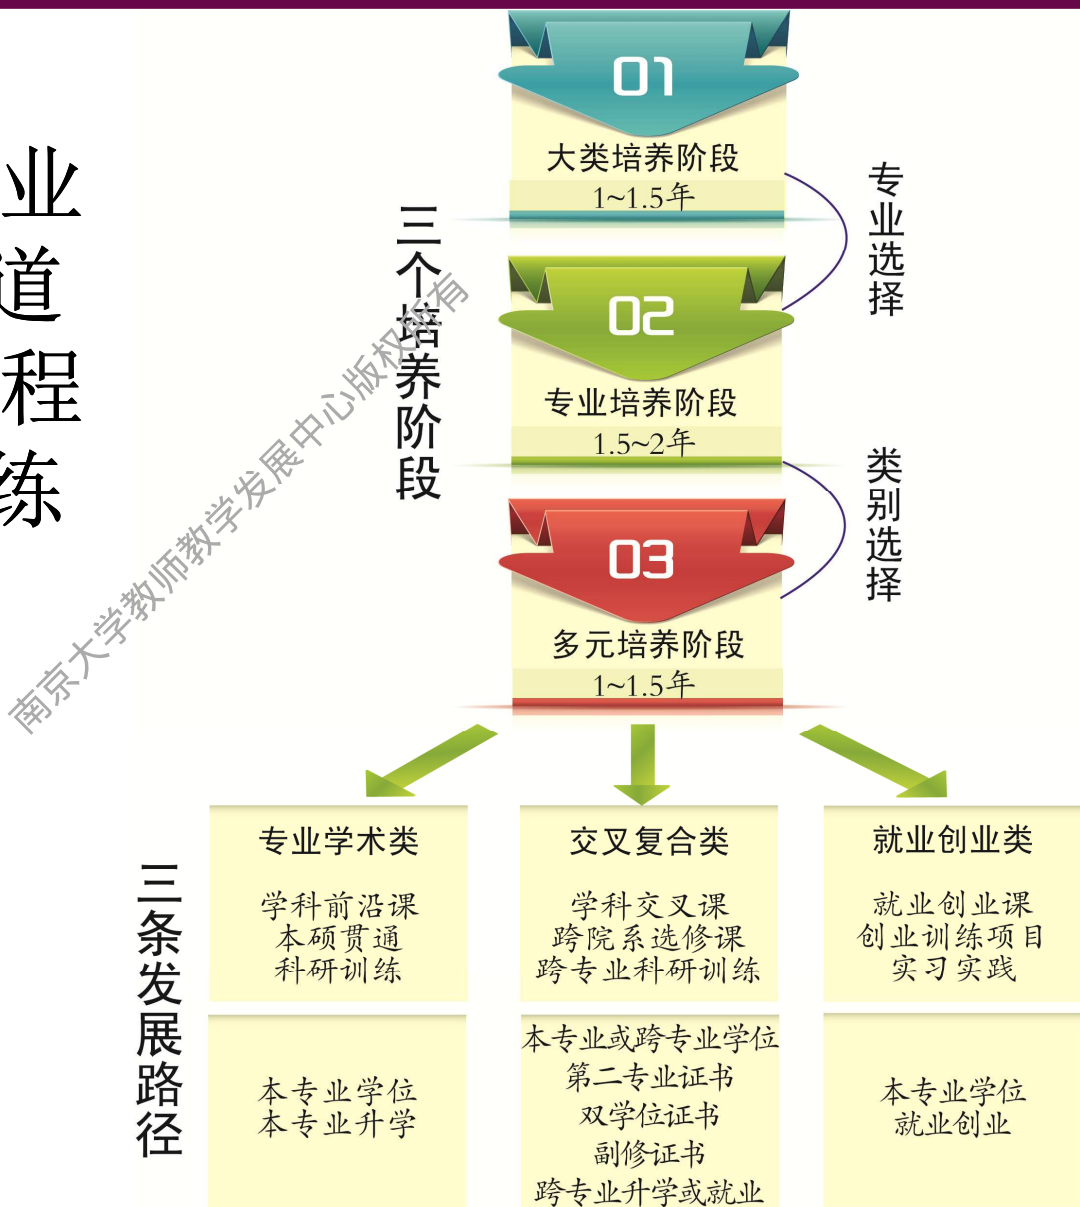 业
道
程
练
三个培养阶段
01
大类培养阶段
1~1.5年
专业选择
02
专业培养阶段
1.5~2年
类别选择
03
多元培养阶段
1~1.5年
三条发展路径
专业学术类
学科前沿课
本硕贯通
科研训练
本专业学位
本专业升学
交叉复合类
学科交叉课
跨院系选修课
跨专业科研训练
本专业或跨专业学位
第二专业证书
双学位证书
副修证书
跨专业升学或就业
就业创业类
就业创业课
创业训练项目
实习实践
本专业学位
就业创业
南京大学教师教学发展中心版权所有